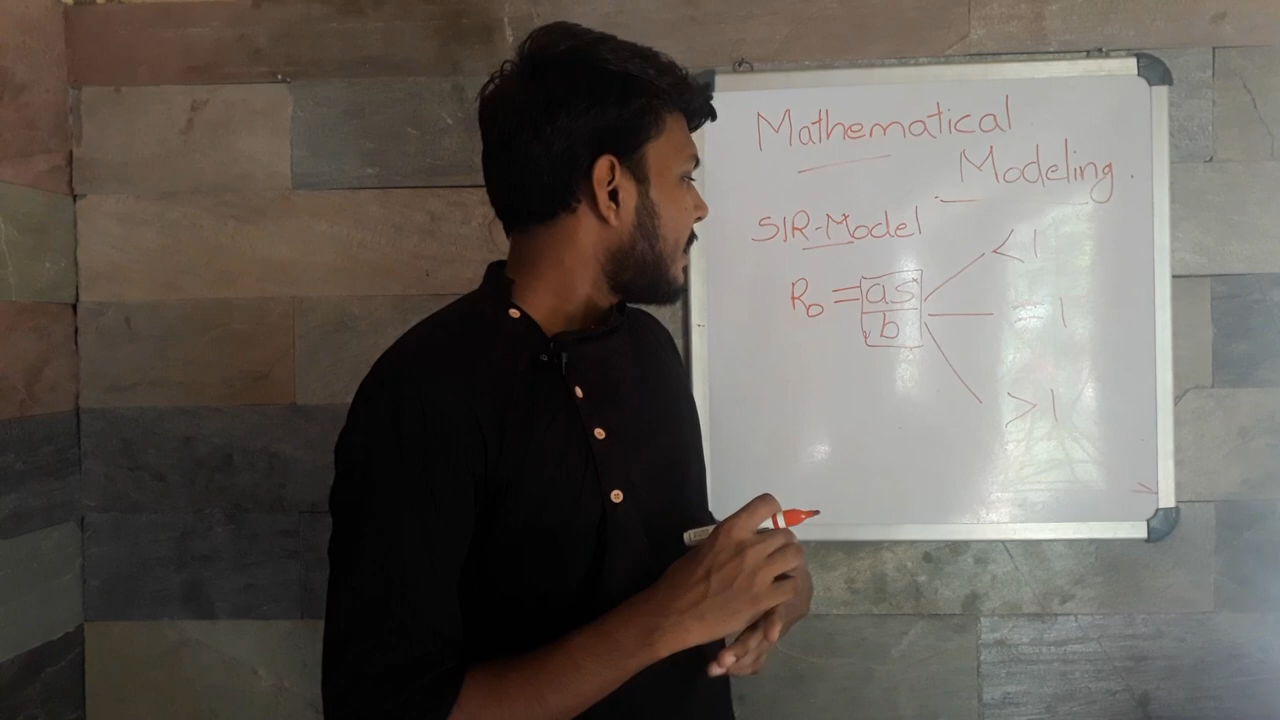 Mathematical
Modeling.
SIR-Model
R₀ = as/b
< 1
= 1
> 1